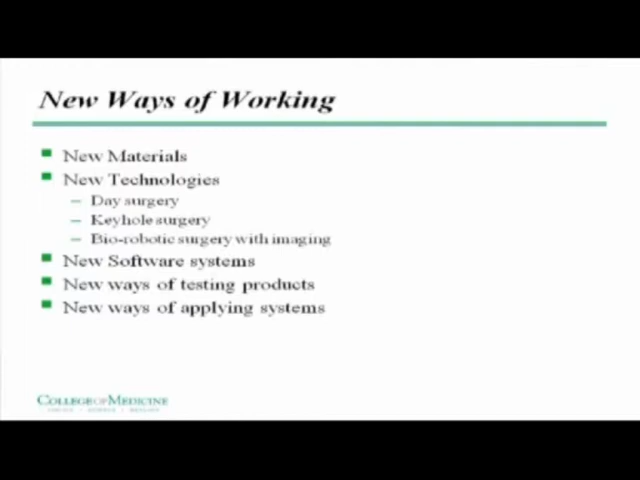 New Ways of Working
New Materials
New Technologies
– Day surgery
– Keyhole surgery
– Bio-robotic surgery with imaging
New Software systems
New ways of testing products
New ways of applying systems
COLLEGE OF MEDICINE